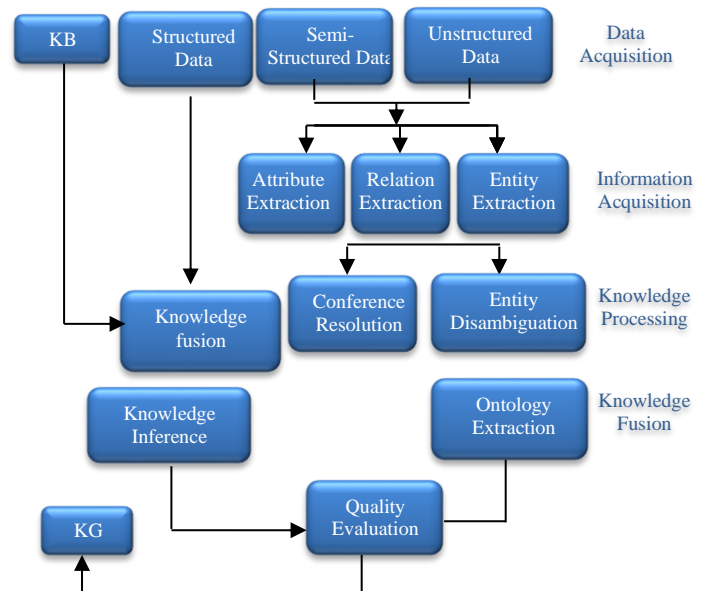 KB
Structured
Data
Semi-
Structured Data
Unstructured
Data
Data
Acquisition
Attribute
Extraction
Relation
Extraction
Entity
Extraction
Information
Acquisition
Knowledge
fusion
Conference
Resolution
Entity
Disambiguation
Knowledge
Processing
Knowledge
Inference
Ontology
Extraction
Knowledge
Fusion
KG
Quality
Evaluation